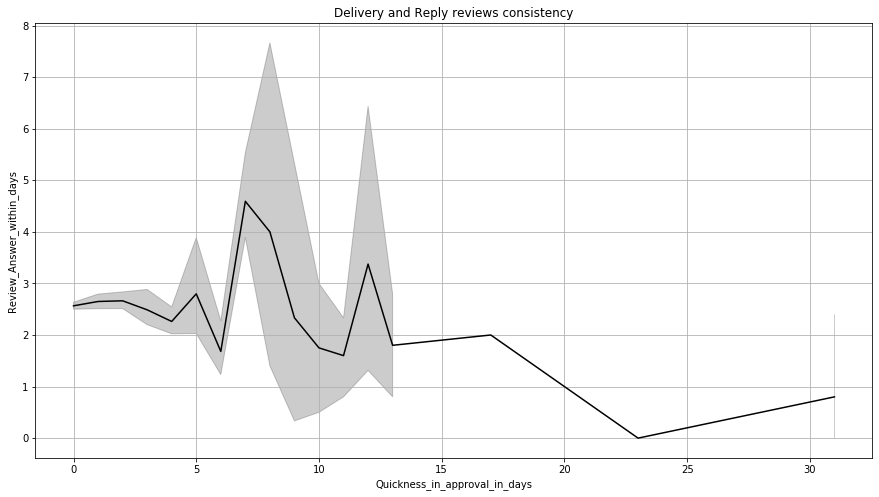 Delivery and Reply reviews consistency
8
7
6
5
4
3
2
1
0
Review_Answer_within_days
0 5 10 15 20 25 30
Quickness_in_approval_in_days